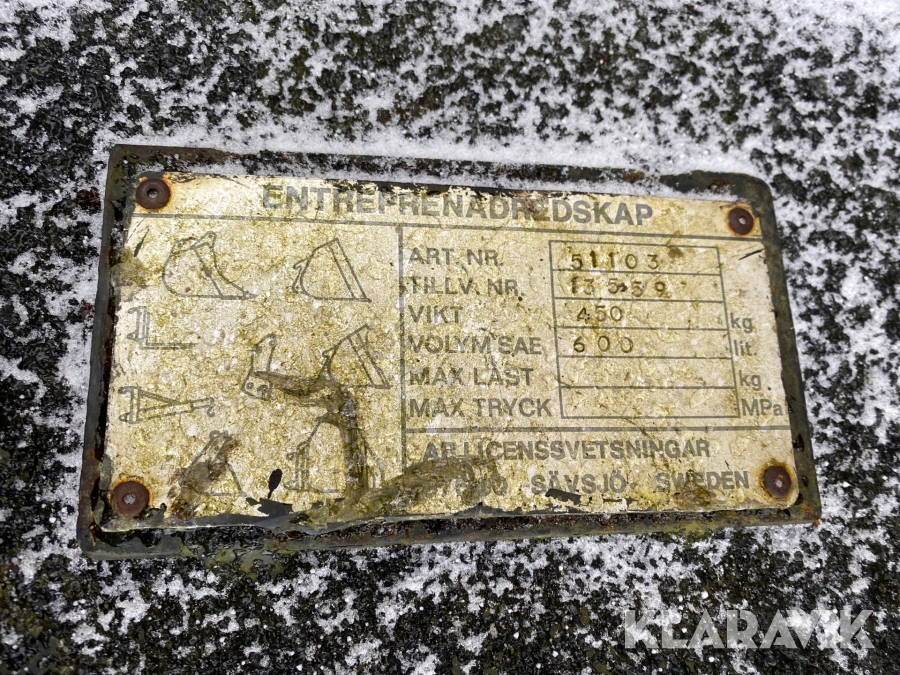 ENTREPRENADREDSKAP
ART. NR. 51103
TILLV. NR. 13539
VIKT 450 kg
VOLYM SAE 600 lit.
MAX LAST kg
MAX TRYCK MPa
AB LICENSSVETSNINGAR
SÄVSJÖ SWEDEN
KLARAVIK